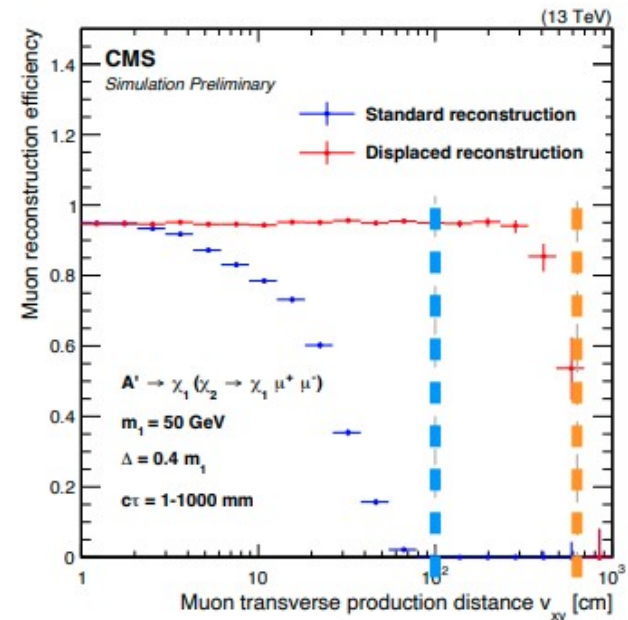 (13 TeV)
CMS
Simulation Preliminary
Standard reconstruction
Displaced reconstruction
Muon reconstruction efficiency
1.4
1.2
1
0.8
0.6
0.4
0.2
0
A' → χ₁ (χ₂ → χ₁ μ⁺ μ⁻)
m₁ = 50 GeV
Δ = 0.4 m₁
cτ = 1-1000 mm
1 10 10² 10³
Muon transverse production distance v_xy [cm]